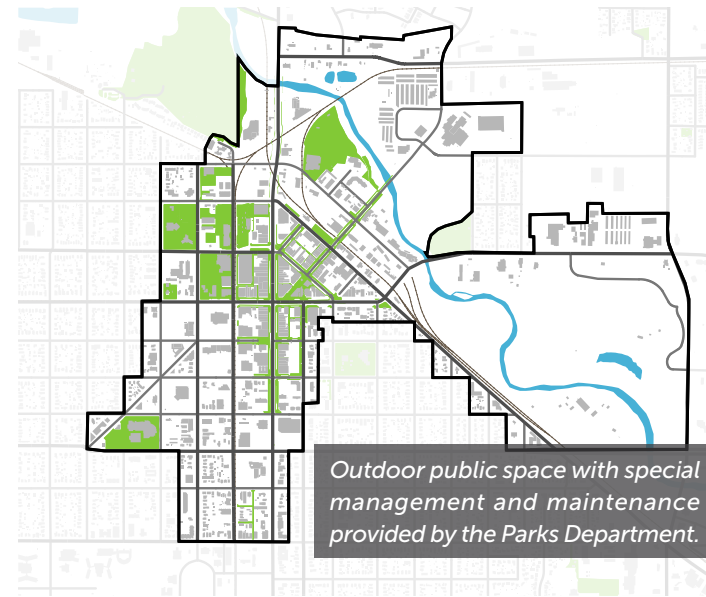 Outdoor public space with special
management and maintenance
provided by the Parks Department.